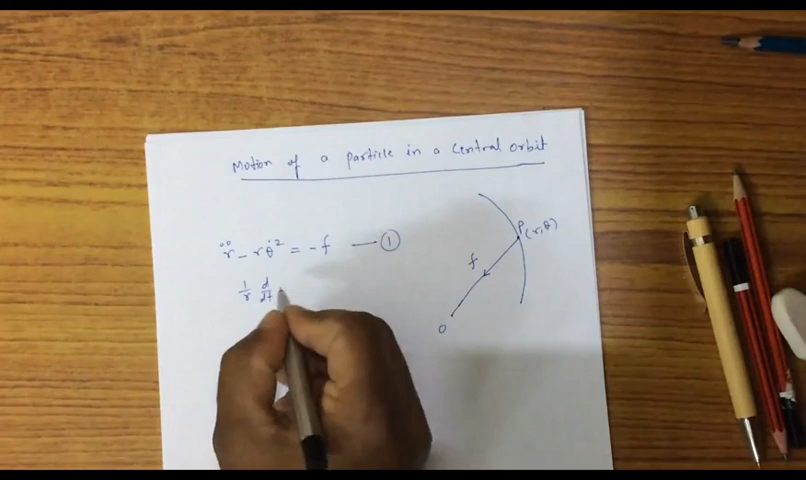 Motion of a particle in a central orbit
r̈ - rθ̇² = -f — ①
1/r d/dt
P(r,θ)
f
O